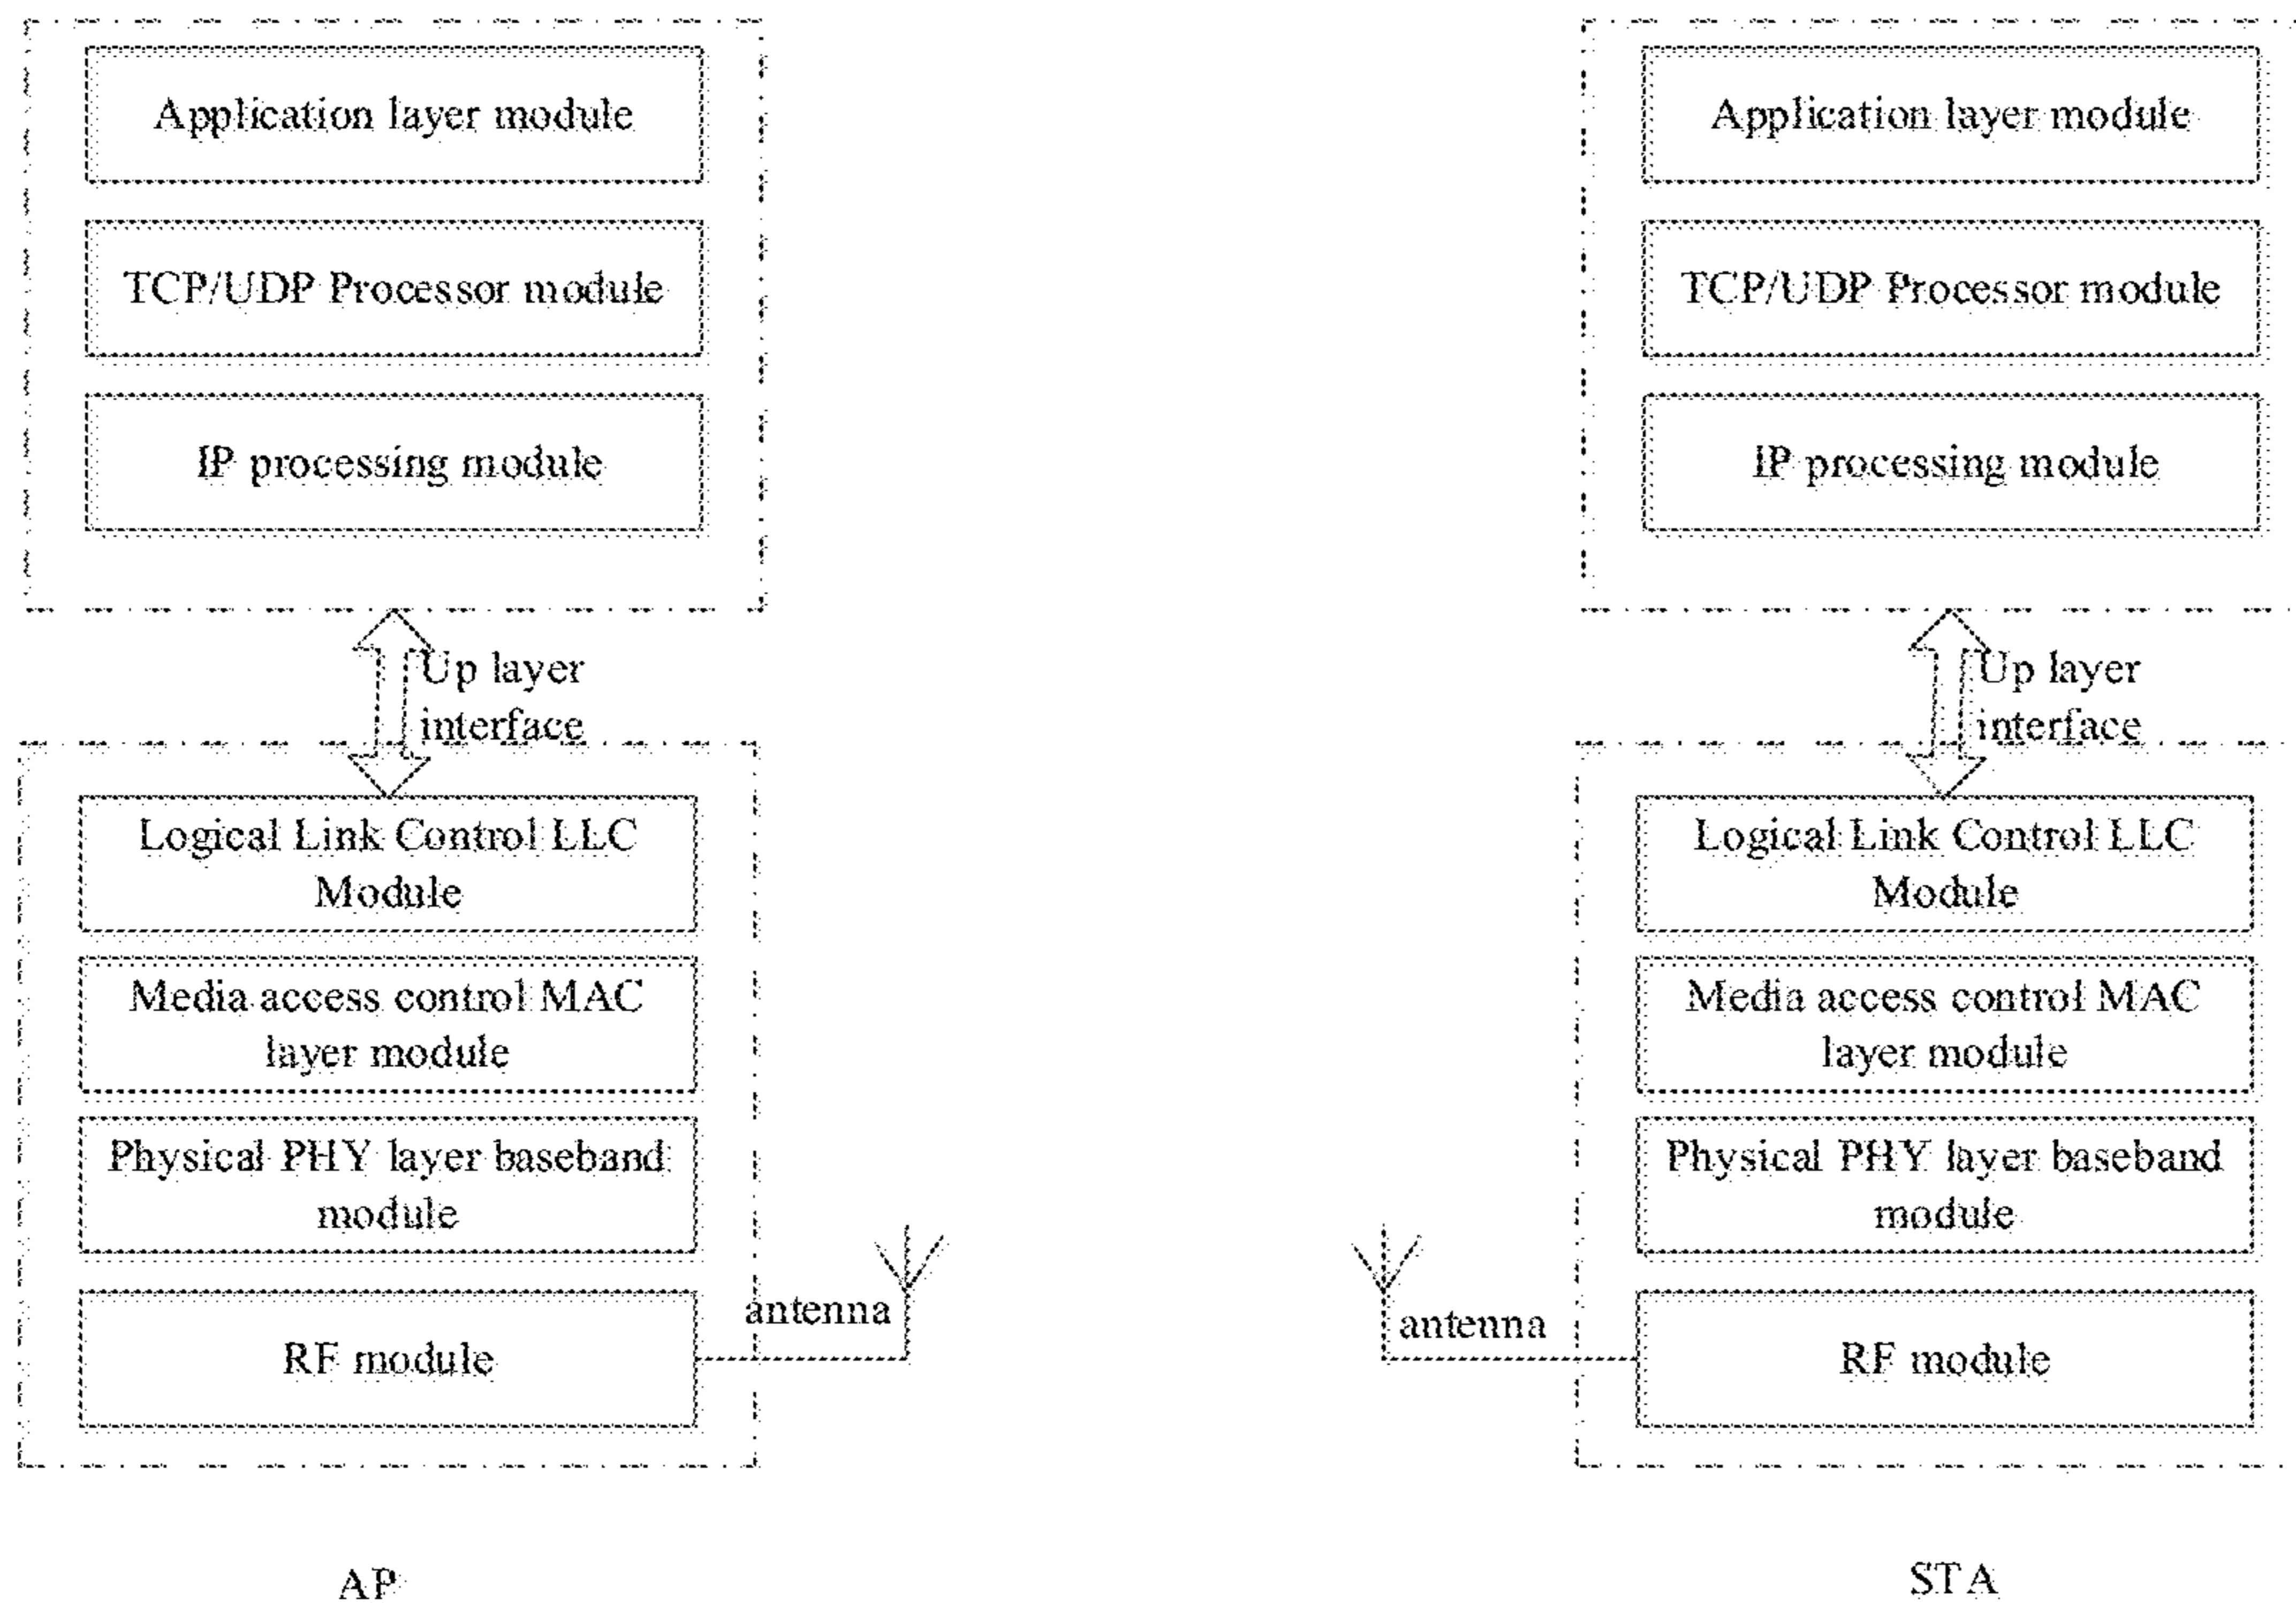 Application layer module
TCP/UDP Processor module
IP processing module
Up layer
interface
Logical Link Control LLC
Module
Media access control MAC
layer module
Physical PHY layer baseband
module
RF module
antenna
AP
Application layer module
TCP/UDP Processor module
IP processing module
Up layer
interface
Logical Link Control LLC
Module
Media access control MAC
layer module
Physical PHY layer baseband
module
antenna
RF module
STA